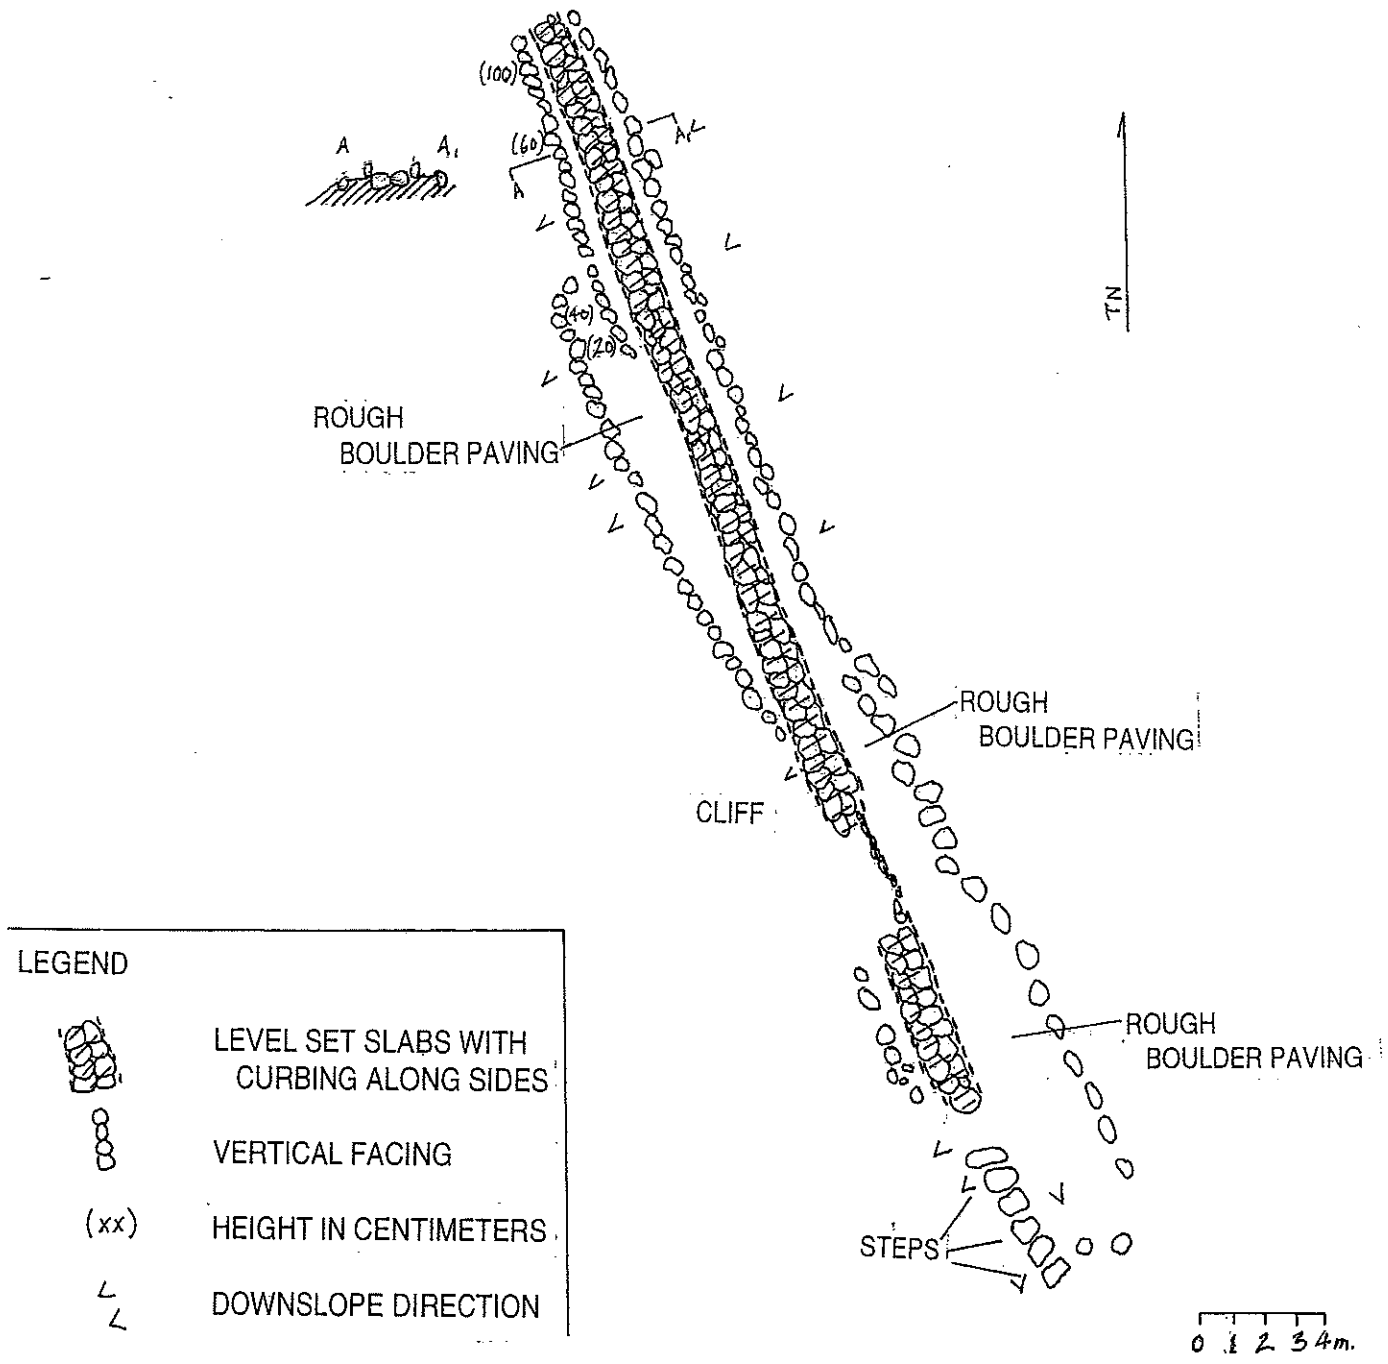 (100)
A A₁
(60)
A₁
A
TN
(40)
(20)
ROUGH
BOULDER PAVING
ROUGH
BOULDER PAVING
CLIFF
LEGEND
LEVEL SET SLABS WITH
CURBING ALONG SIDES
ROUGH
BOULDER PAVING
VERTICAL FACING
(xx) HEIGHT IN CENTIMETERS
STEPS
DOWNSLOPE DIRECTION
0 1 2 3 4m.